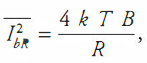 \overline{I_{bR}^{2}} = \frac{4 k T B}{R},